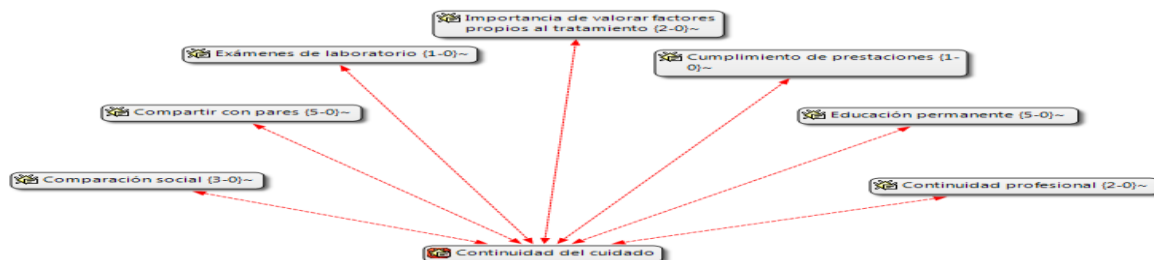 Importancia de valorar factores
propios al tratamiento {2-0}~
Exámenes de laboratorio {1-0}~
Cumplimiento de prestaciones {1-
0}~
Compartir con pares {5-0}~
Educación permanente {5-0}~
Comparación social {3-0}~
Continuidad profesional {2-0}~
Continuidad del cuidado